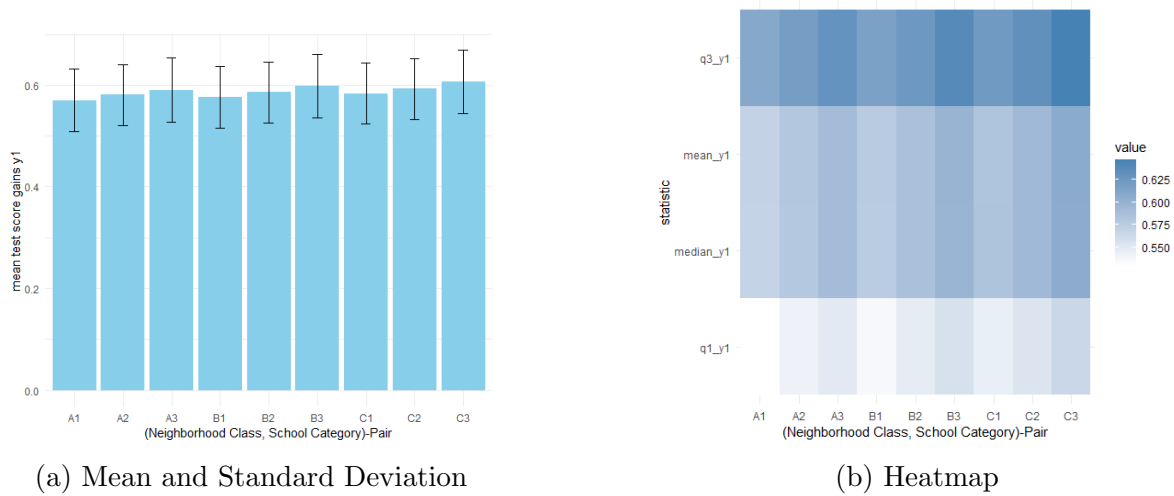 mean test score gains y1
0.6
0.4
0.2
0.0
A1 A2 A3 B1 B2 B3 C1 C2 C3
(Neighborhood Class, School Category)-Pair
(a) Mean and Standard Deviation
statistic
q3_y1
mean_y1
median_y1
q1_y1
A1 A2 A3 B1 B2 B3 C1 C2 C3
(Neighborhood Class, School Category)-Pair
value
0.625
0.600
0.575
0.550
(b) Heatmap